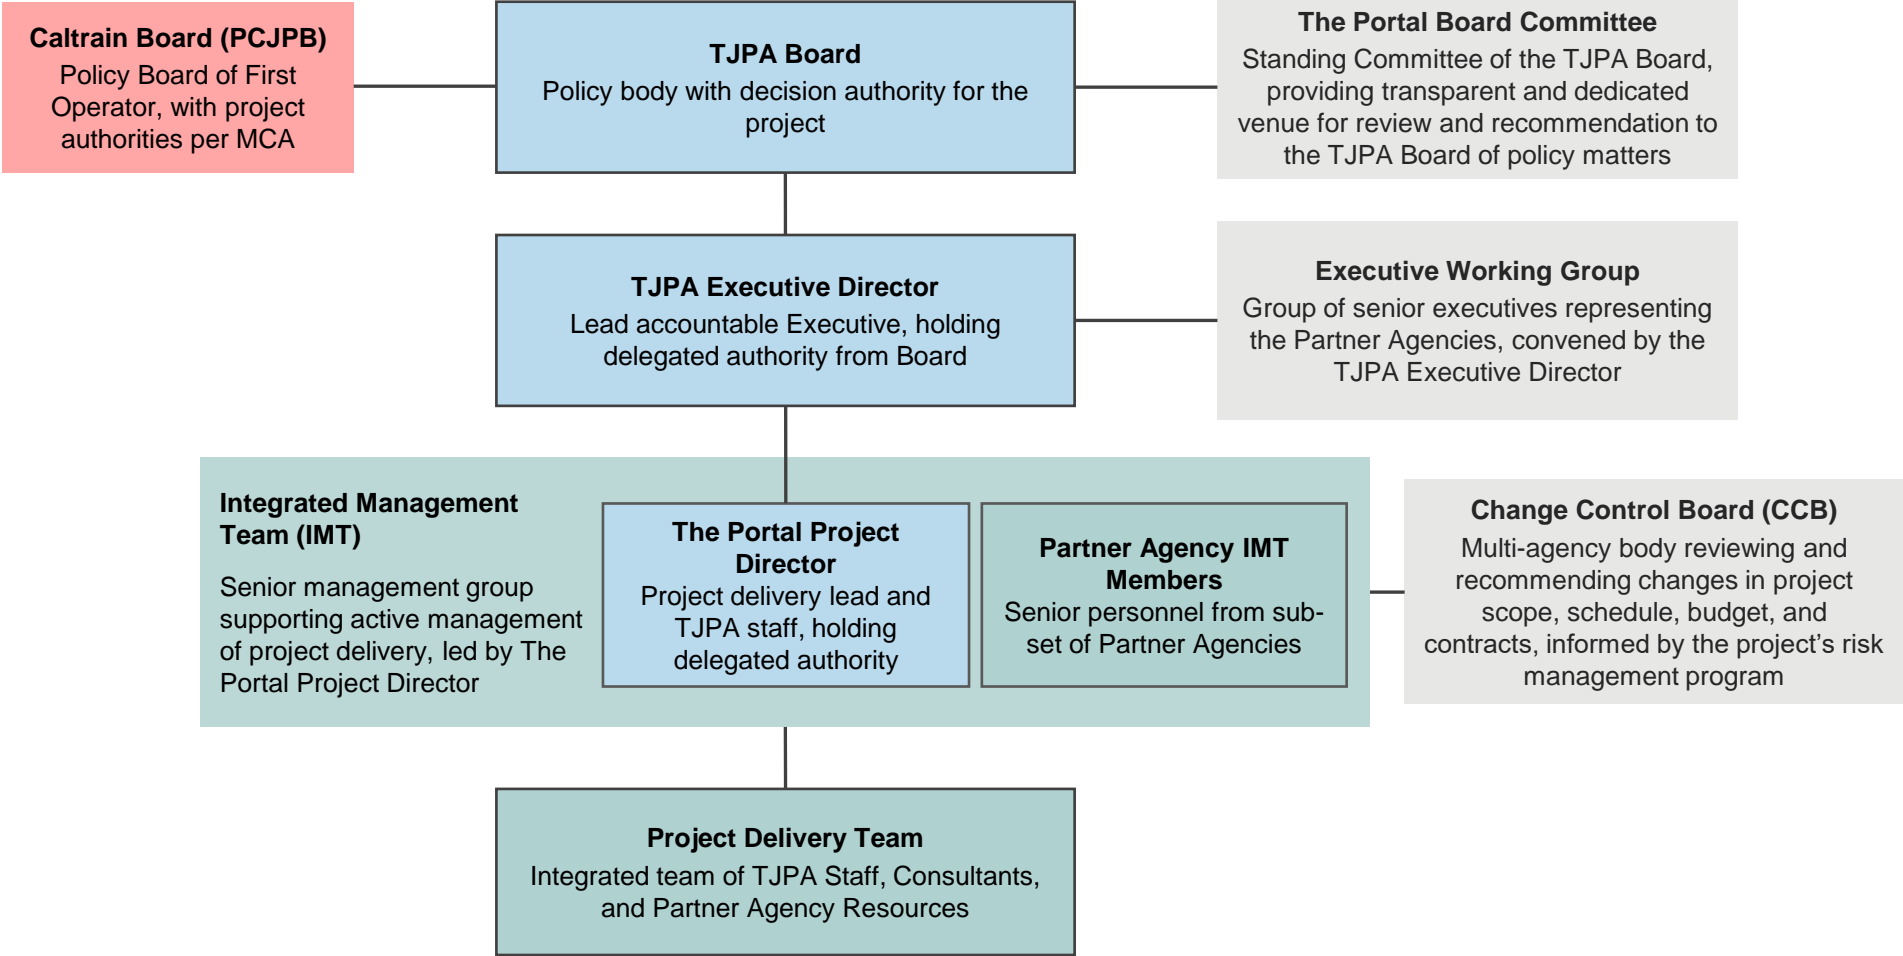 Caltrain Board (PCJPB)
Policy Board of First
Operator, with project
authorities per MCA
TJPA Board
Policy body with decision authority for the
project
The Portal Board Committee
Standing Committee of the TJPA Board,
providing transparent and dedicated
venue for review and recommendation to
the TJPA Board of policy matters
TJPA Executive Director
Lead accountable Executive, holding
delegated authority from Board
Executive Working Group
Group of senior executives representing
the Partner Agencies, convened by the
TJPA Executive Director
Integrated Management
Team (IMT)
Senior management group
supporting active management
of project delivery, led by The
Portal Project Director
The Portal Project
Director
Project delivery lead and
TJPA staff, holding
delegated authority
Partner Agency IMT
Members
Senior personnel from sub-
set of Partner Agencies
Change Control Board (CCB)
Multi-agency body reviewing and
recommending changes in project
scope, schedule, budget, and
contracts, informed by the project’s risk
management program
Project Delivery Team
Integrated team of TJPA Staff, Consultants,
and Partner Agency Resources